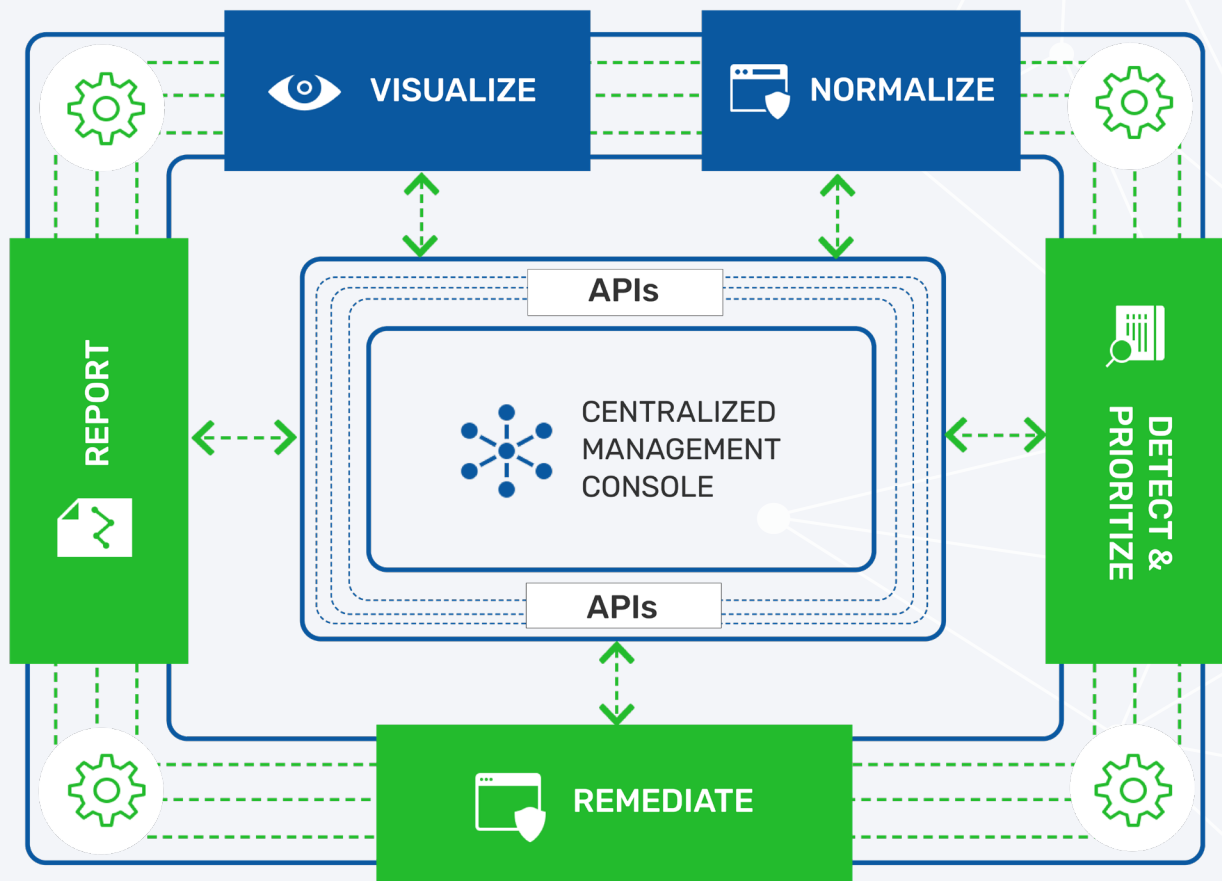 VISUALIZE
NORMALIZE
APIs
REPORT
CENTRALIZED
MANAGEMENT
CONSOLE
DETECT &
PRIORITIZE
APIs
REMEDIATE